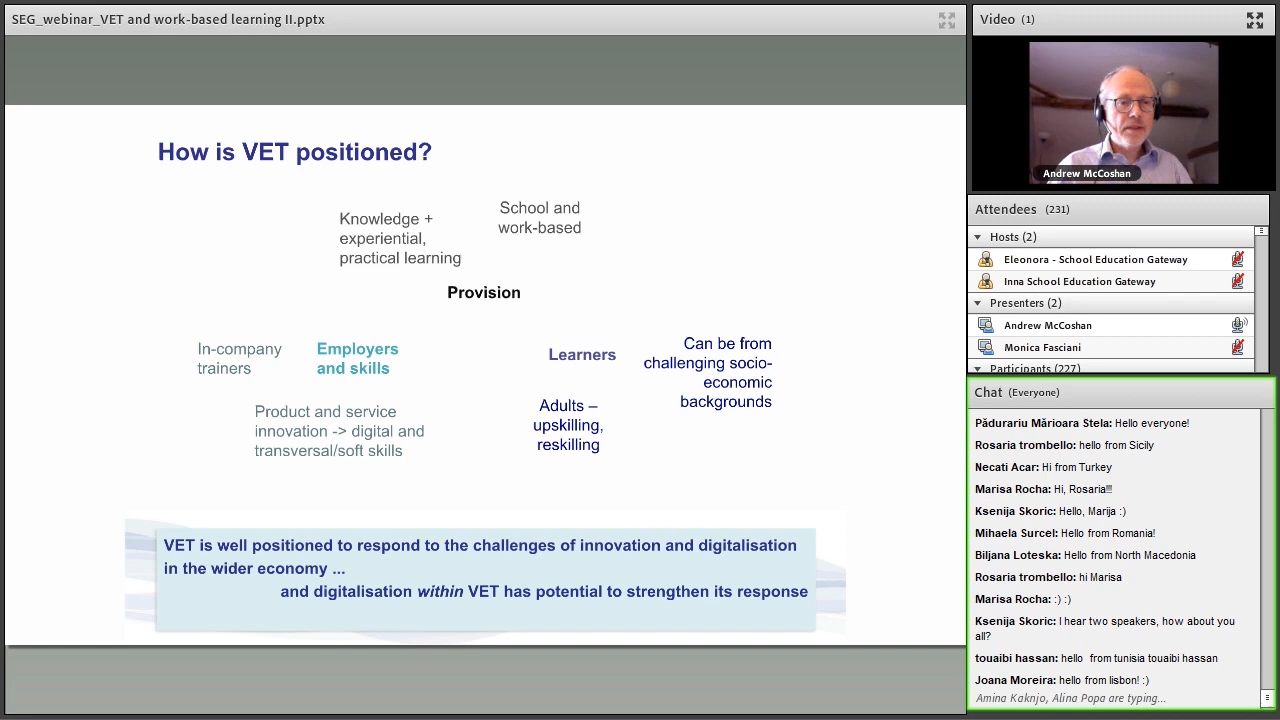 SEG_webinar_VET and work-based learning II.pptx
How is VET positioned?
Knowledge +
experiential,
practical learning
School and
work-based
Provision
In-company
trainers
Employers
and skills
Product and service
innovation -> digital and
transversal/soft skills
Learners
Can be from
challenging socio-
economic
backgrounds
Adults –
upskilling,
reskilling
VET is well positioned to respond to the challenges of innovation and digitalisation
in the wider economy ...
and digitalisation within VET has potential to strengthen its response
Video (1)
Andrew McCoshan
Attendees (231)
Hosts (2)
Eleonora - School Education Gateway
Inna School Education Gateway
Presenters (2)
Andrew McCoshan
Monica Fasciani
Participants (227)
Chat (Everyone)
Pădurariu Mărioara Stela: Hello everyone!
Rosaria trombello: hello from Sicily
Necati Acar: Hi from Turkey
Marisa Rocha: Hi, Rosaria!!!
Ksenija Skoric: Hello, Marija :)
Mihaela Surcel: Hello from Romania!
Biljana Loteska: Hello from North Macedonia
Rosaria trombello: hi Marisa
Marisa Rocha: :) :)
Ksenija Skoric: I hear two speakers, how about you
all?
touaibi hassan: hello  from tunisia touaibi hassan
Joana Moreira: hello from lisbon! :)
Amina Kaknjo, Alina Popa are typing...